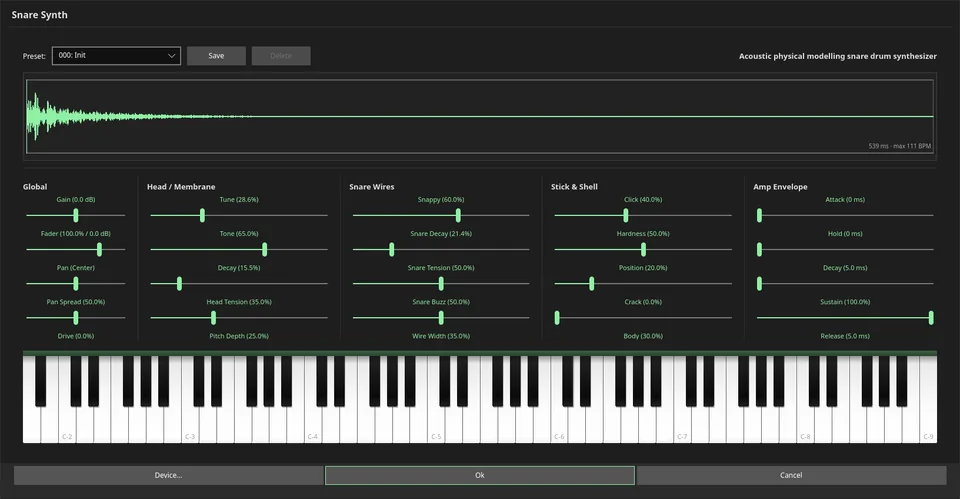 Snare Synth
Preset: 000: Init Save Delete Acoustic physical modelling snare drum synthesizer
539 ms - max 111 BPM
Global Head / Membrane Snare Wires Stick & Shell Amp Envelope
Gain (0.0 dB) Tune (28.6%) Snappy (60.0%) Click (40.0%) Attack (0 ms)
Fader (100.0% / 0.0 dB) Tone (65.0%) Snare Decay (21.4%) Hardness (50.0%) Hold (0 ms)
Pan (Center) Decay (15.5%) Snare Tension (50.0%) Position (20.0%) Decay (5.0 ms)
Pan Spread (50.0%) Head Tension (35.0%) Snare Buzz (50.0%) Crack (0.0%) Sustain (100.0%)
Drive (0.0%) Pitch Depth (25.0%) Wire Width (35.0%) Body (30.0%) Release (5.0 ms)
C-2 C-3 C-4 C-5 C-6 C-7 C-8 C-9
Device... Ok Cancel